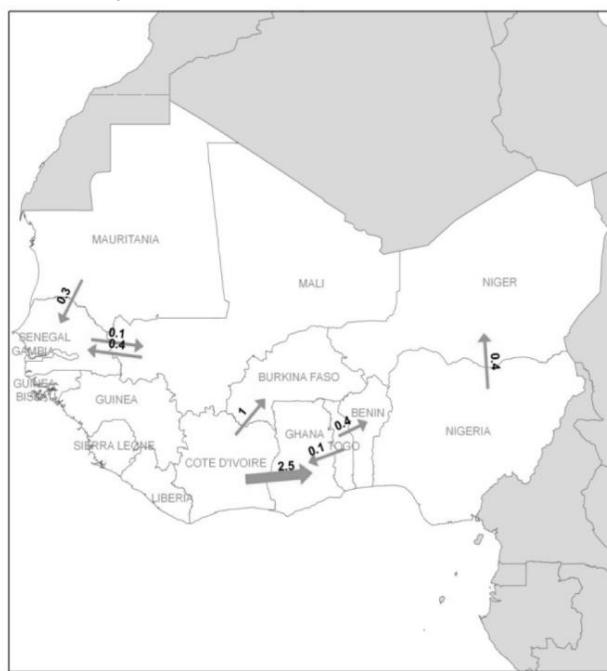 MAURITANIA
MALI
NIGER
0.3
SENEGAL
0.1
0.4
GAMBIA
GUINEA
BISSAU
GUINEA
BURKINA FASO
0.4
1
BENIN
GHANA
0.4
TOGO
0.1
NIGERIA
SIERRA LEONE
COTE D'IVOIRE
2.5
LIBERIA